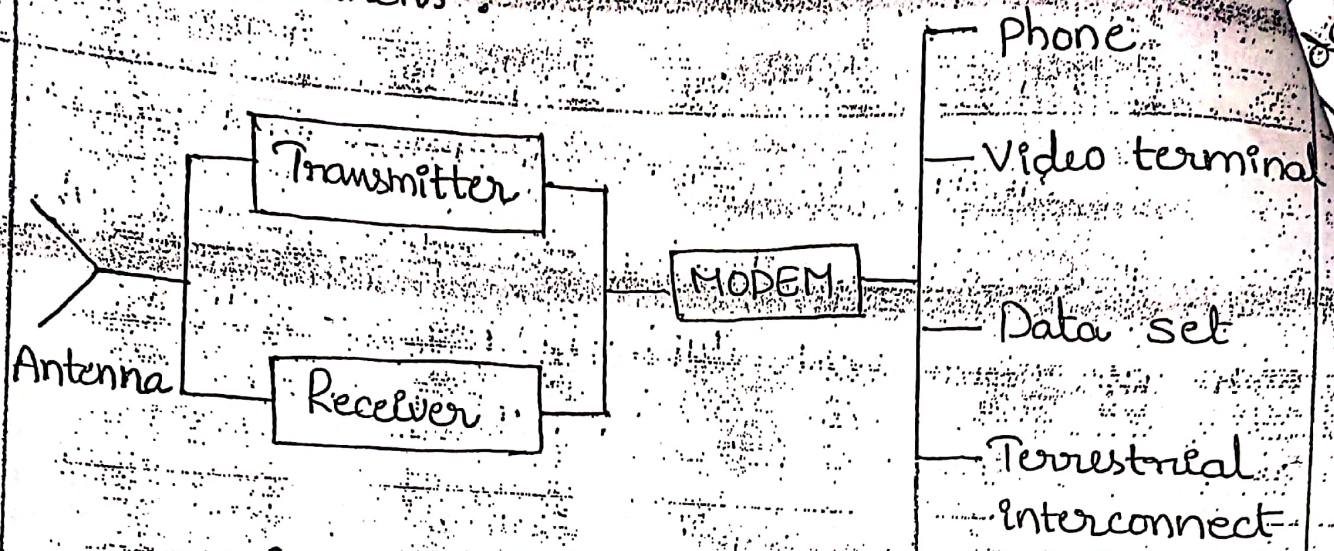 Phone
Transmitter
Video terminal
MODEM
Data set
Antenna
Receiver
Terrestrial
interconnect